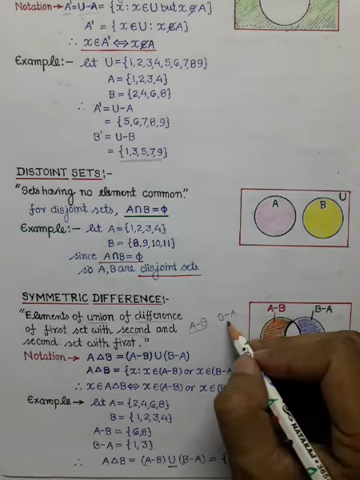 Notation→ A'=U-A= {x: x∈U but x∉A}
A' = {x∈U: x∉A}
∴ x∈A' ⇔ x∉A
Example:- let U={1,2,3,4,5,6,7,8,9}
A={1,2,3,4}
B={2,4,6,8}
∴ A'=U-A
= {5,6,7,8,9}
B'=U-B
= {1,3,5,7,9}
DISJOINT SETS:-
"Sets having no element common."
for disjoint sets, A∩B=Φ
Example:- let A={1,2,3,4}
B={8,9,10,11}
since A∩B=Φ
so A,B are disjoint sets
A B U
SYMMETRIC DIFFERENCE:-
"Elements of union of difference
of first set with second and
second set with first."
A-B B-A
A-B B-A
Notation→ A△B=(A-B)U(B-A)
A△B={x: x∈(A-B) or x∈(B-
∴ x∈A△B⇔ x∈(A-B) or x∈(B-
Example→ let A={2,4,6,8}
B={1,2,3,4}
A-B={6,8}
B-A={1,3}
∴ A△B= (A-B) U (B-A)= {
NATARAJ